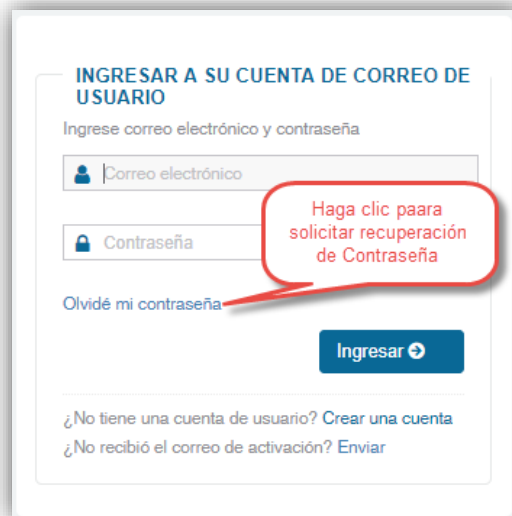 INGRESAR A SU CUENTA DE CORREO DE
USUARIO
Ingrese correo electrónico y contraseña
Correo electrónico
Haga clic paara
solicitar recuperación
de Contraseña
Contraseña
Olvidé mi contraseña
Ingresar
¿No tiene una cuenta de usuario? Crear una cuenta
¿No recibió el correo de activación? Enviar